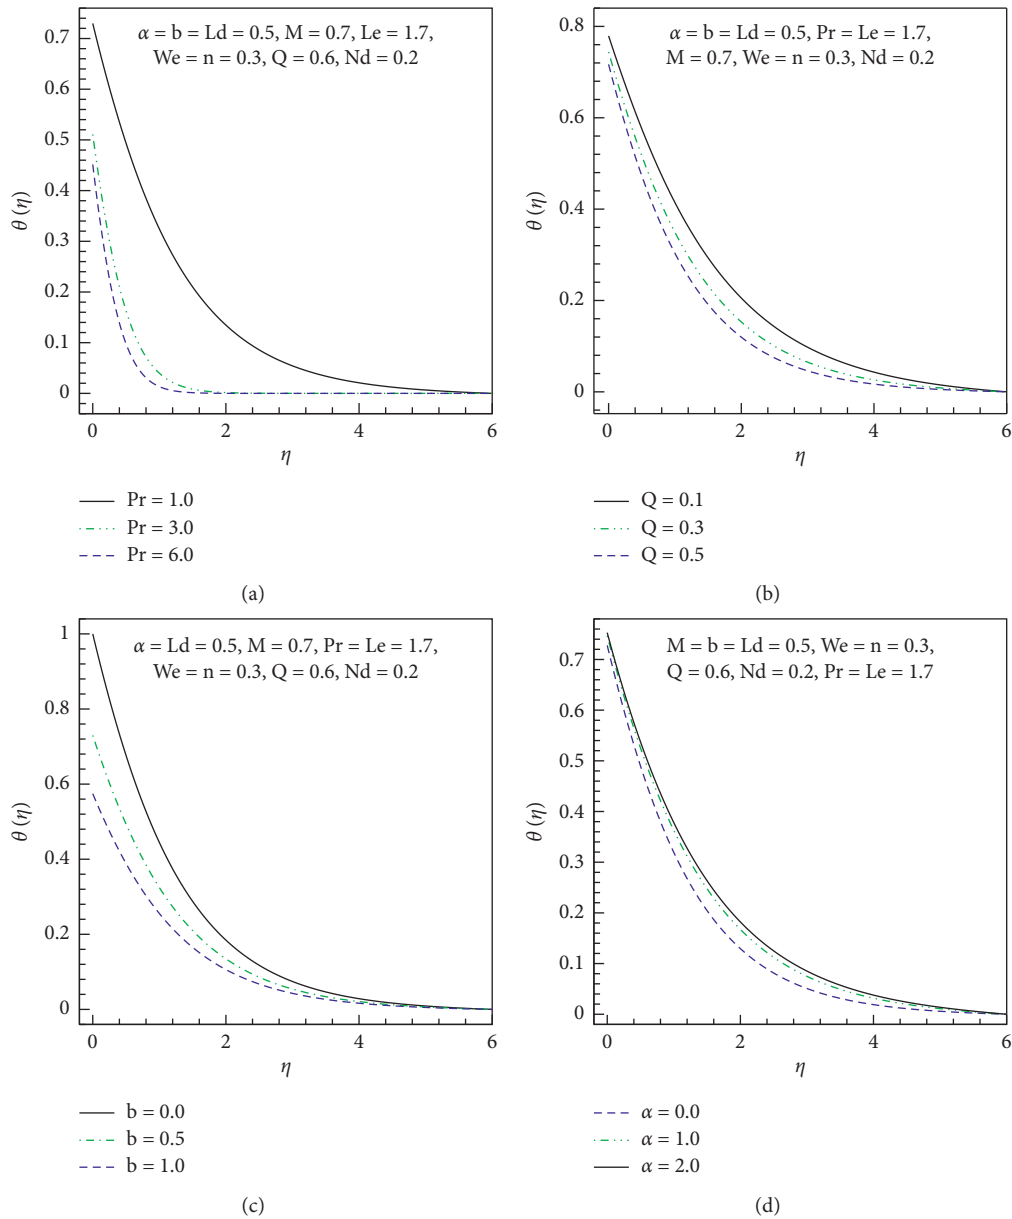 α = b = Ld = 0.5, M = 0.7, Le = 1.7,
We = n = 0.3, Q = 0.6, Nd = 0.2
0.7
0.6
0.5
0.4
0.3
0.2
0.1
0
θ (η)
0 2 4 6
η
Pr = 1.0
Pr = 3.0
Pr = 6.0
(a)
α = b = Ld = 0.5, Pr = Le = 1.7,
M = 0.7, We = n = 0.3, Nd = 0.2
0.8
0.6
0.4
0.2
0
θ (η)
0 2 4 6
η
Q = 0.1
Q = 0.3
Q = 0.5
(b)
α = Ld = 0.5, M = 0.7, Pr = Le = 1.7,
We = n = 0.3, Q = 0.6, Nd = 0.2
1
0.8
0.6
0.4
0.2
0
θ (η)
0 2 4 6
η
b = 0.0
b = 0.5
b = 1.0
(c)
M = b = Ld = 0.5, We = n = 0.3,
Q = 0.6, Nd = 0.2, Pr = Le = 1.7
0.7
0.6
0.5
0.4
0.3
0.2
0.1
0
θ (η)
0 2 4 6
η
α = 0.0
α = 1.0
α = 2.0
(d)